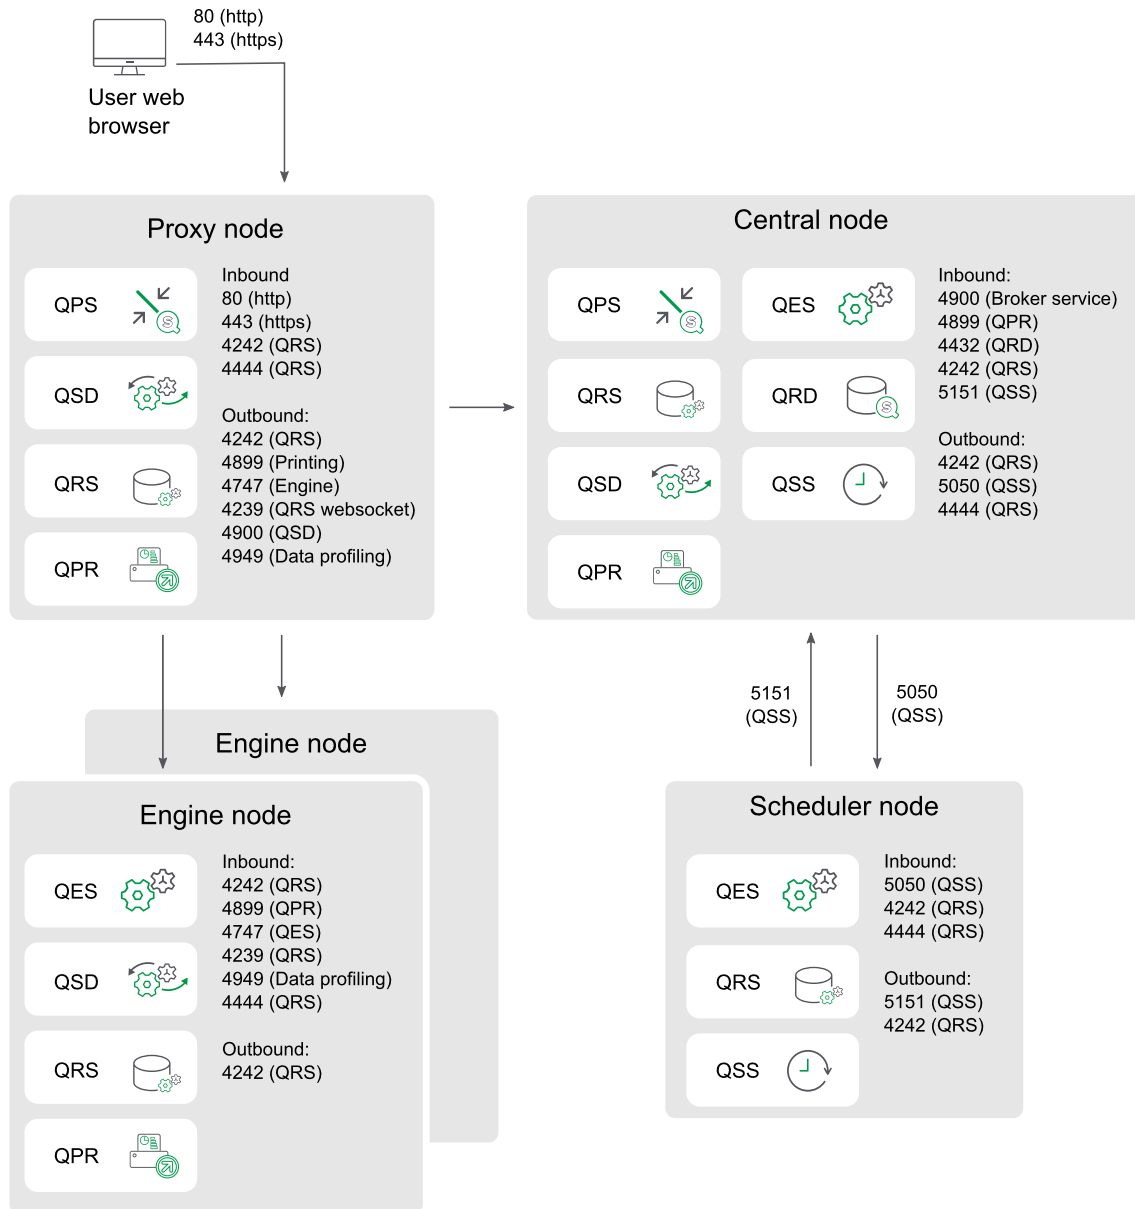 80 (http)
443 (https)
User web
browser
Proxy node
QPS
QSD
QRS
QPR
Inbound
80 (http)
443 (https)
4242 (QRS)
4444 (QRS)
Outbound:
4242 (QRS)
4899 (Printing)
4747 (Engine)
4239 (QRS websocket)
4900 (QSD)
4949 (Data profiling)
Central node
QPS
QES
QRS
QRD
QSD
QSS
QPR
Inbound:
4900 (Broker service)
4899 (QPR)
4432 (QRD)
4242 (QRS)
5151 (QSS)
Outbound:
4242 (QRS)
5050 (QSS)
4444 (QRS)
5151
(QSS)
5050
(QSS)
Engine node
Engine node
QES
QSD
QRS
QPR
Inbound:
4242 (QRS)
4899 (QPR)
4747 (QES)
4239 (QRS)
4949 (Data profiling)
4444 (QRS)
Outbound:
4242 (QRS)
Scheduler node
QES
QRS
QSS
Inbound:
5050 (QSS)
4242 (QRS)
4444 (QRS)
Outbound:
5151 (QSS)
4242 (QRS)